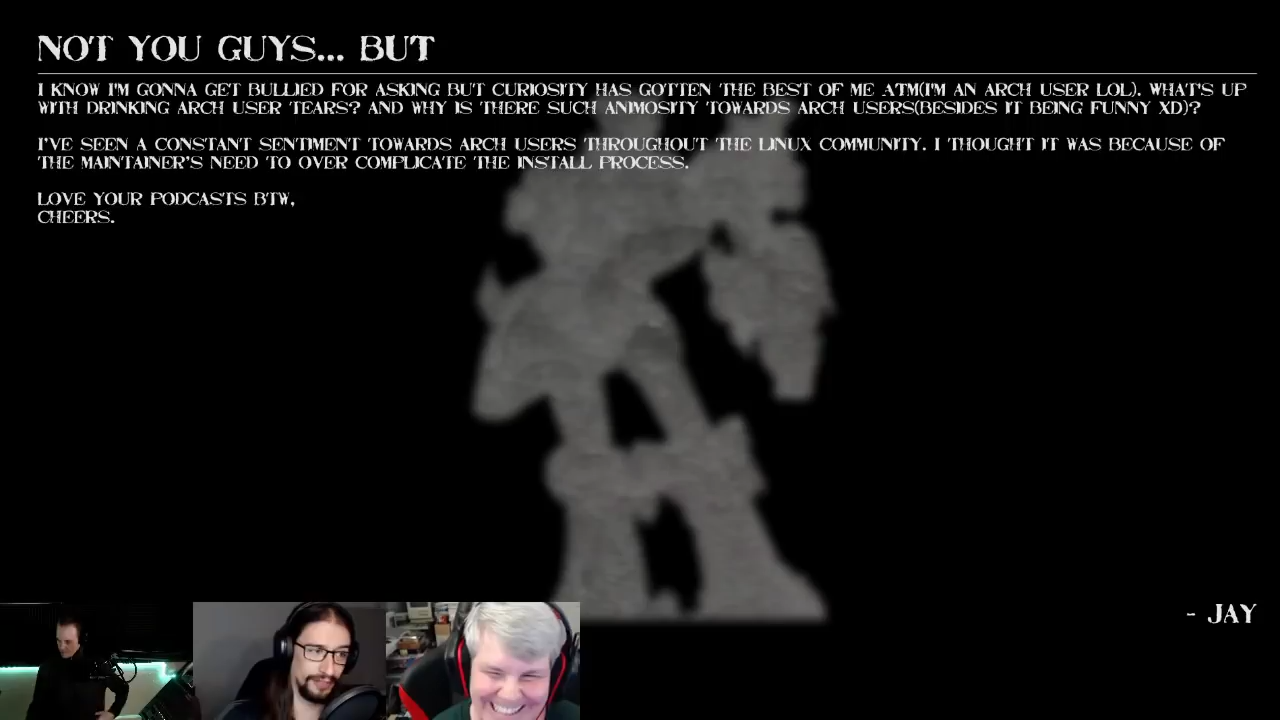 NOT YOU GUYS... BUT
I KNOW I'M GONNA GET BULLIED FOR ASKING BUT CURIOSITY HAS GOTTEN THE BEST OF ME ATM(I'M AN ARCH USER LOL). WHAT'S UP
WITH DRINKING ARCH USER TEARS? AND WHY IS THERE SUCH ANIMOSITY TOWARDS ARCH USERS(BESIDES IT BEING FUNNY XD)?
I'VE SEEN A CONSTANT SENTIMENT TOWARDS ARCH USERS THROUGHOUT THE LINUX COMMUNITY. I THOUGHT IT WAS BECAUSE OF
THE MAINTAINER'S NEED TO OVER COMPLICATE THE INSTALL PROCESS.
LOVE YOUR PODCASTS BTW,
CHEERS.
- JAY